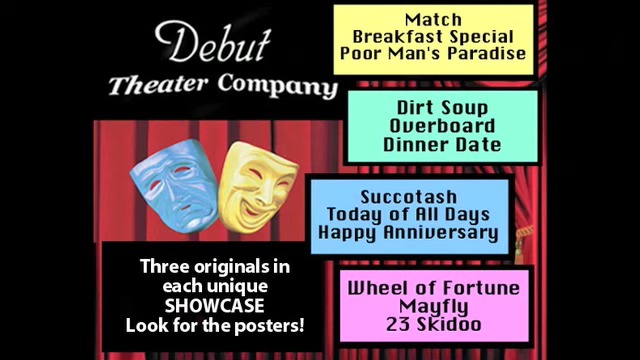 Debut
Theater Company
Match
Breakfast Special
Poor Man's Paradise
Dirt Soup
Overboard
Dinner Date
Succotash
Today of All Days
Happy Anniversary
Wheel of Fortune
Mayfly
23 Skidoo
Three originals in
each unique
SHOWCASE
Look for the posters!